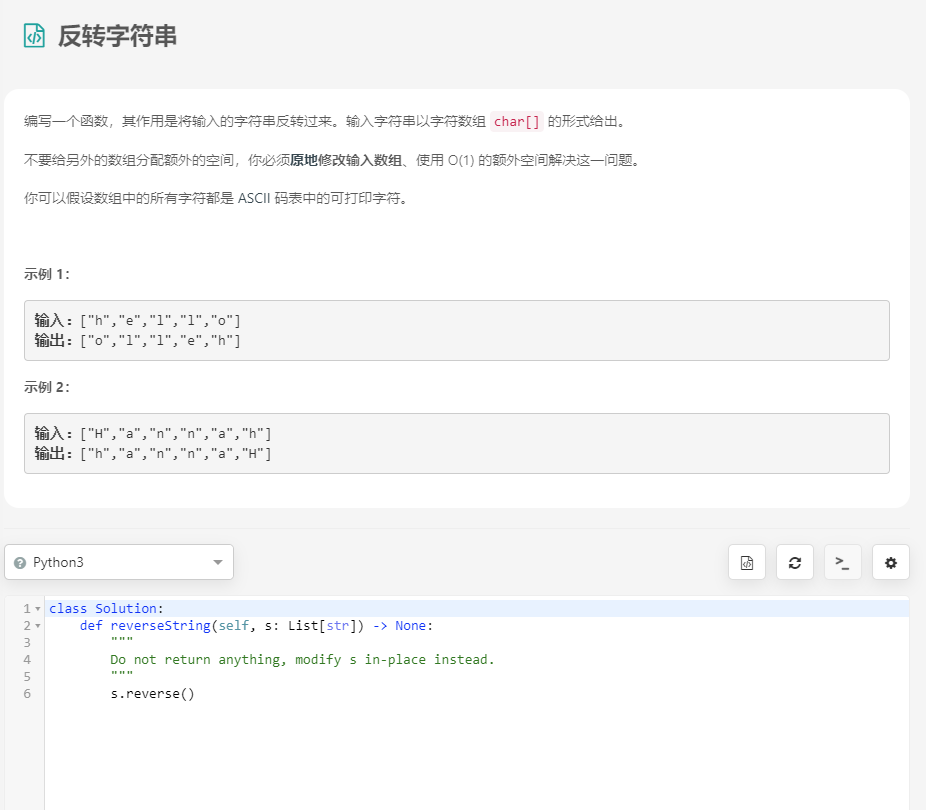 反转字符串
编写一个函数，其作用是将输入的字符串反转过来。输入字符串以字符数组 char[] 的形式给出。
不要给另外的数组分配额外的空间，你必须原地修改输入数组、使用 O(1) 的额外空间解决这一问题。
你可以假设数组中的所有字符都是 ASCII 码表中的可打印字符。
示例 1：
输入：["h","e","l","l","o"]
输出：["o","l","l","e","h"]
示例 2：
输入：["H","a","n","n","a","h"]
输出：["h","a","n","n","a","H"]
Python3
1 class Solution:
2     def reverseString(self, s: List[str]) -> None:
3         """
4         Do not return anything, modify s in-place instead.
5         """
6         s.reverse()